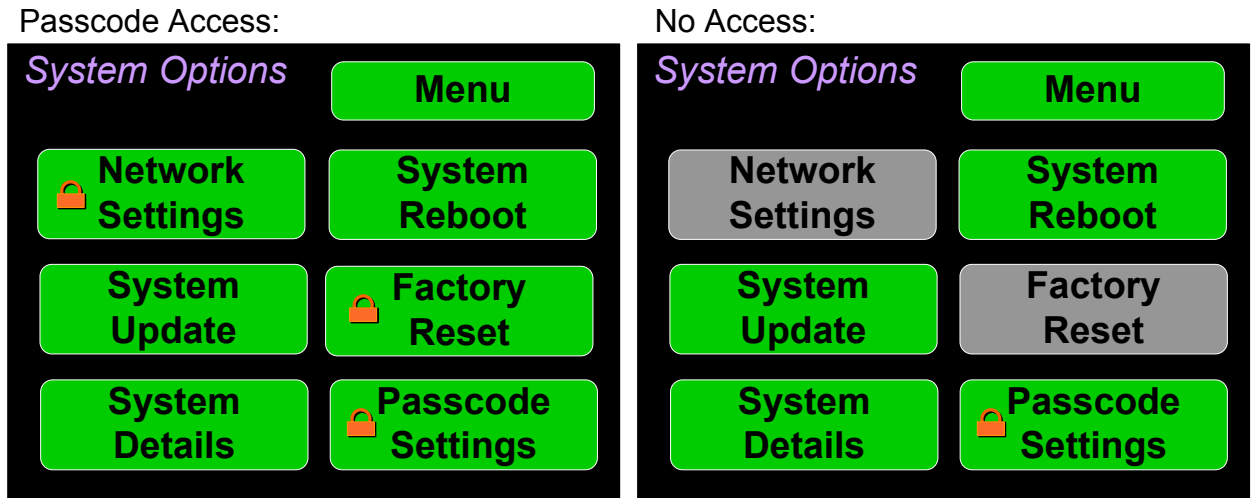 Passcode Access:
System Options
Menu
Network
Settings
System
Reboot
System
Update
Factory
Reset
System
Details
Passcode
Settings
No Access:
System Options
Menu
Network
Settings
System
Reboot
System
Update
Factory
Reset
System
Details
Passcode
Settings